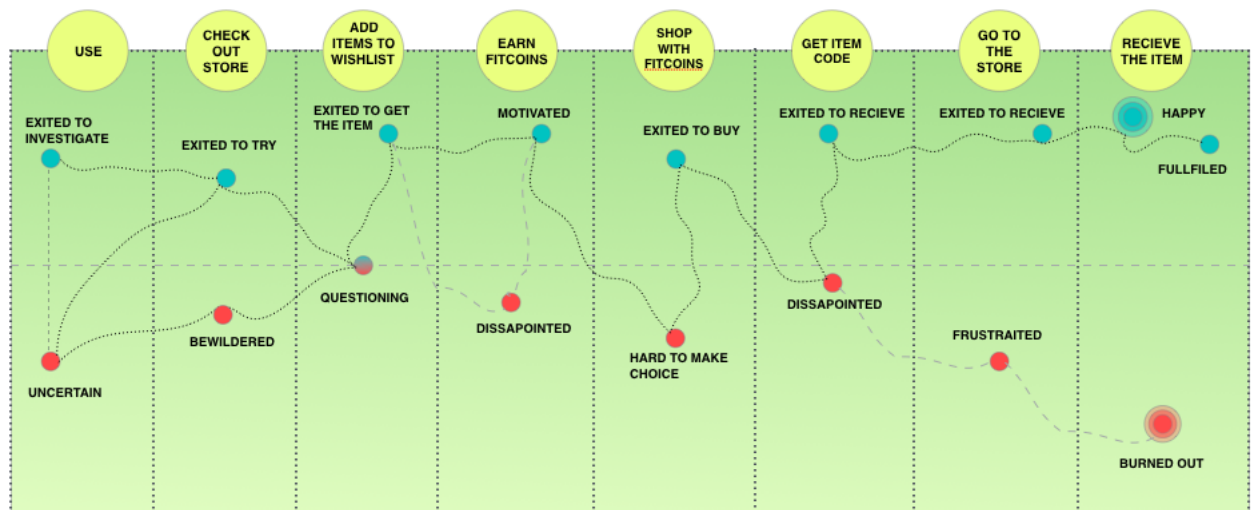 USE
CHECK
OUT
STORE
ADD
ITEMS TO
WISHLIST
EARN
FITCOINS
SHOP
WITH
FITCOINS
GET ITEM
CODE
GO TO
THE
STORE
RECIEVE
THE ITEM
EXITED TO
INVESTIGATE
EXITED TO TRY
EXITED TO GET
THE ITEM
MOTIVATED
EXITED TO BUY
EXITED TO RECIEVE
EXITED TO RECIEVE
HAPPY
FULLFILED
QUESTIONING
DISSAPOINTED
DISSAPOINTED
BEWILDERED
FRUSTRAITED
HARD TO MAKE
CHOICE
UNCERTAIN
BURNED OUT